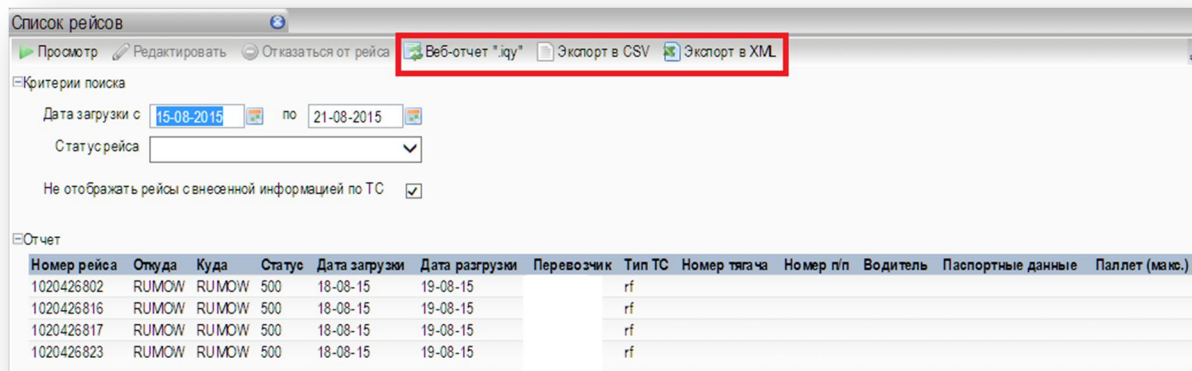 Список рейсов
Просмотр Редактировать Отказаться от рейса Веб-отчет ".iqy" Экспорт в CSV Экспорт в XML
Критерии поиска
Дата загрузки с 15-08-2015 по 21-08-2015
Статус рейса
Не отображать рейсы с внесенной информацией по ТС
Отчет
Номер рейса Откуда Куда Статус Дата загрузки Дата разгрузки Перевозчик Тип ТС Номер тягача Номер п/п Водитель Паспортные данные Паллет (макс.)
1020426802 RUMOW RUMOW 500 18-08-15 19-08-15 rf
1020426816 RUMOW RUMOW 500 18-08-15 19-08-15 rf
1020426817 RUMOW RUMOW 500 18-08-15 19-08-15 rf
1020426823 RUMOW RUMOW 500 18-08-15 19-08-15 rf